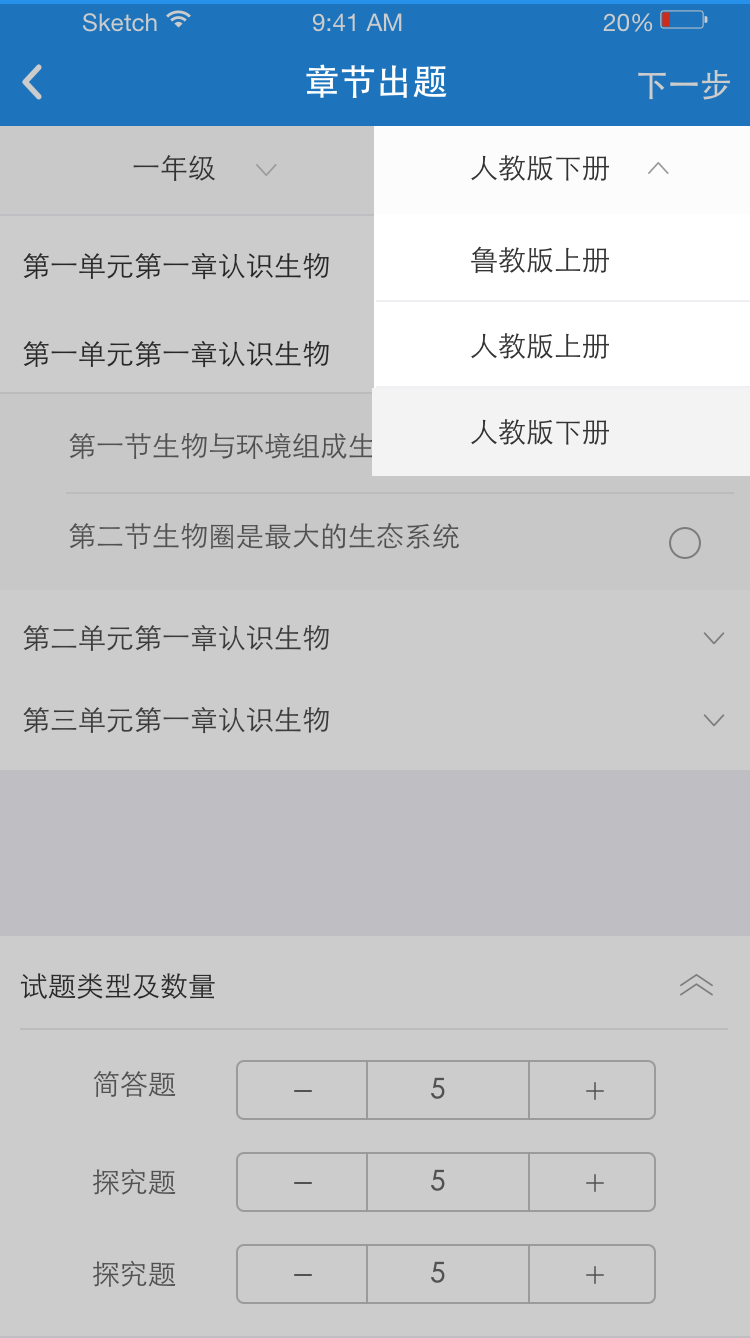 Sketch 9:41 AM 20%
章节出题 下一步
一年级 人教版下册
第一单元第一章认识生物 鲁教版上册
第一单元第一章认识生物 人教版上册
第一节生物与环境组成生 人教版下册
第二节生物圈是最大的生态系统
第二单元第一章认识生物
第三单元第一章认识生物
试题类型及数量
简答题 − 5 +
探究题 − 5 +
探究题 − 5 +